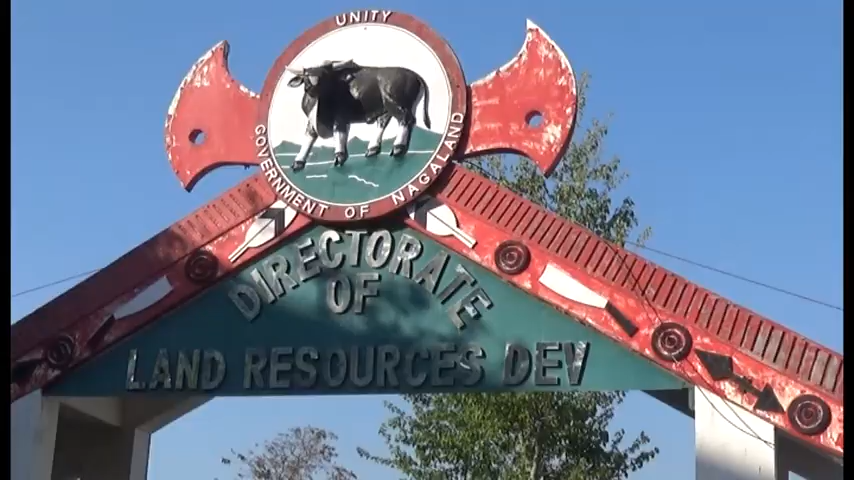 UNITY
GOVERNMENT OF NAGALAND
DIRECTORATE
OF
LAND RESOURCES DEV